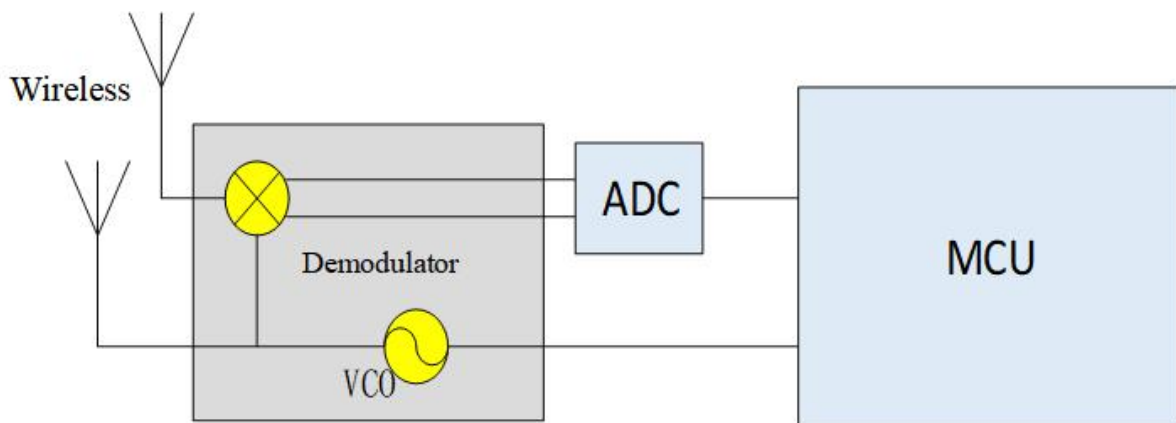 Wireless
ADC
Demodulator
MCU
VCO